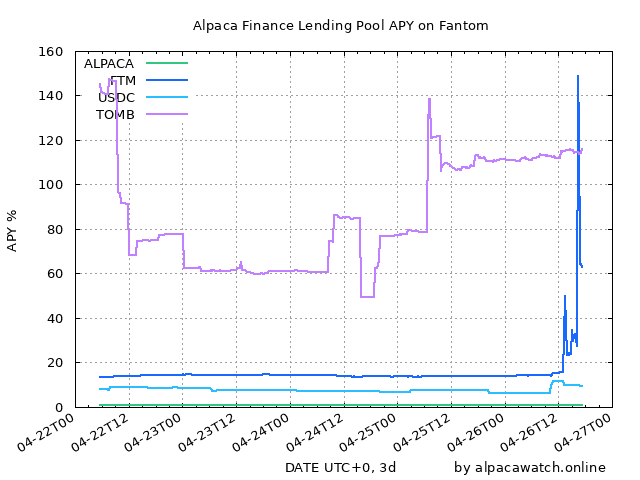 Alpaca Finance Lending Pool APY on Fantom
160
140
120
100
80
60
40
20
0
APY %
ALPACA
FTM
USDC
TOMB
04-22T00
04-22T12
04-23T00
04-23T12
04-24T00
04-24T12
04-25T00
04-25T12
04-26T00
04-26T12
04-27T00
DATE UTC+0, 3d
by alpacawatch.online